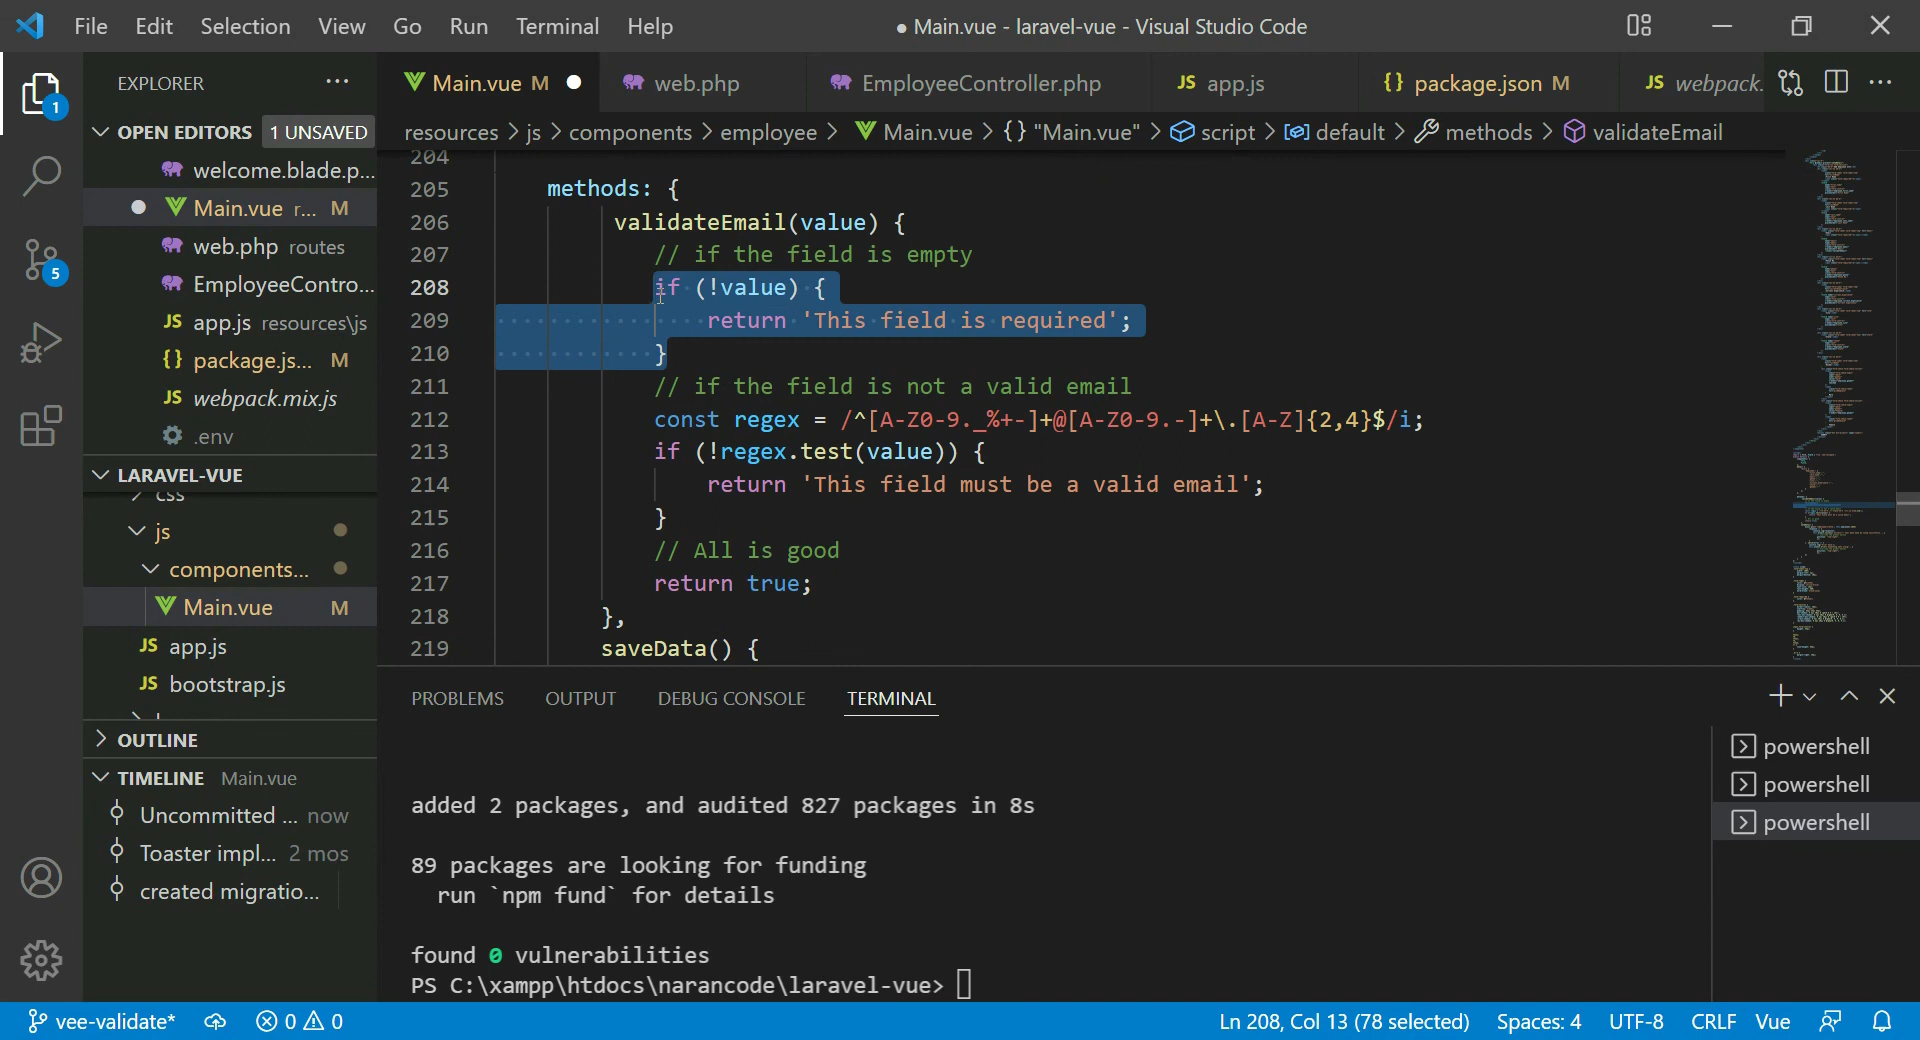 File Edit Selection View Go Run Terminal Help
● Main.vue - laravel-vue - Visual Studio Code
EXPLORER ···
Main.vue M
web.php
EmployeeController.php
JS app.js
{} package.json M
JS webpack.
1
OPEN EDITORS 1 UNSAVED
resources > js > components > employee > Main.vue > {} "Main.vue" > script > default > methods > validateEmail
welcome.blade.p...
Main.vue r... M
web.php routes
EmployeeContro...
JS app.js resources\js
{} package.js... M
JS webpack.mix.js
.env
5
LARAVEL-VUE
css
js
components...
Main.vue M
JS app.js
JS bootstrap.js
OUTLINE
TIMELINE Main.vue
Uncommitted ... now
Toaster impl... 2 mos
created migratio...
204
205 methods: {
206 validateEmail(value) {
207 // if the field is empty
208 if (!value) {
209 return 'This field is required';
210 }
211 // if the field is not a valid email
212 const regex = /^[A-Z0-9._%+-]+@[A-Z0-9.-]+\.[A-Z]{2,4}$/i;
213 if (!regex.test(value)) {
214 return 'This field must be a valid email';
215 }
216 // All is good
217 return true;
218 },
219 saveData() {
PROBLEMS OUTPUT DEBUG CONSOLE TERMINAL
added 2 packages, and audited 827 packages in 8s
89 packages are looking for funding
run `npm fund` for details
found 0 vulnerabilities
PS C:\xampp\htdocs\narancode\laravel-vue>
powershell
powershell
powershell
vee-validate* 0 0 Ln 208, Col 13 (78 selected) Spaces: 4 UTF-8 CRLF Vue